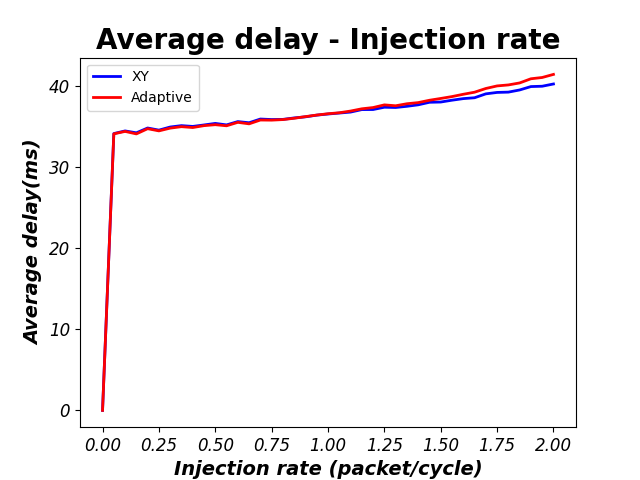 Average delay - Injection rate
XY
Adaptive
40
30
20
10
0
Average delay(ms)
0.00 0.25 0.50 0.75 1.00 1.25 1.50 1.75 2.00
Injection rate (packet/cycle)